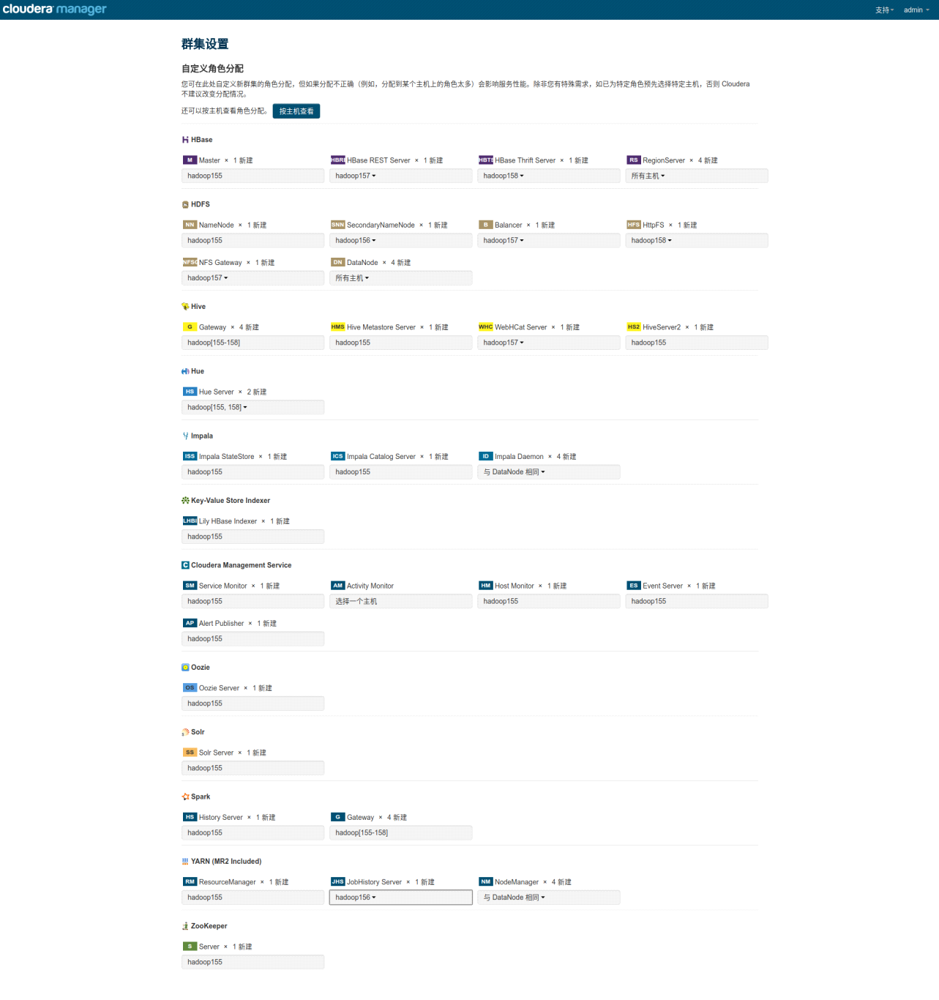 cloudera manager 支持 admin
群集设置
自定义角色分配
您可在此处自定义新群集的角色分配，但如果分配不正确（例如，分配到某个主机上的角色太多）会影响服务性能。除非您有特殊需求，如已为特定角色预先选择特定主机，否则 Cloudera
不建议改变分配情况。
还可以按主机查看角色分配。 按主机查看
HBase
M Master × 1 新建 HBRE HBase REST Server × 1 新建 HBTS HBase Thrift Server × 1 新建 RS RegionServer × 4 新建
hadoop155 hadoop157 hadoop158 所有主机
HDFS
NN NameNode × 1 新建 SNN SecondaryNameNode × 1 新建 B Balancer × 1 新建 HFS HttpFS × 1 新建
hadoop155 hadoop156 hadoop157 hadoop158
NFSG NFS Gateway × 1 新建 DN DataNode × 4 新建
hadoop157 所有主机
Hive
G Gateway × 4 新建 HMS Hive Metastore Server × 1 新建 WHC WebHCat Server × 1 新建 HS2 HiveServer2 × 1 新建
hadoop[155-158] hadoop155 hadoop157 hadoop155
Hue
HS Hue Server × 2 新建
hadoop[155, 158]
Impala
ISS Impala StateStore × 1 新建 ICS Impala Catalog Server × 1 新建 ID Impala Daemon × 4 新建
hadoop155 hadoop155 与 DataNode 相同
Key-Value Store Indexer
LHBI Lily HBase Indexer × 1 新建
hadoop155
C Cloudera Management Service
SM Service Monitor × 1 新建 AM Activity Monitor HM Host Monitor × 1 新建 ES Event Server × 1 新建
hadoop155 选择一个主机 hadoop155 hadoop155
AP Alert Publisher × 1 新建
hadoop155
Oozie
OS Oozie Server × 1 新建
hadoop155
Solr
SS Solr Server × 1 新建
hadoop155
Spark
HS History Server × 1 新建 G Gateway × 4 新建
hadoop155 hadoop[155-158]
YARN (MR2 Included)
RM ResourceManager × 1 新建 JHS JobHistory Server × 1 新建 NM NodeManager × 4 新建
hadoop155 hadoop156 与 DataNode 相同
ZooKeeper
S Server × 1 新建
hadoop155